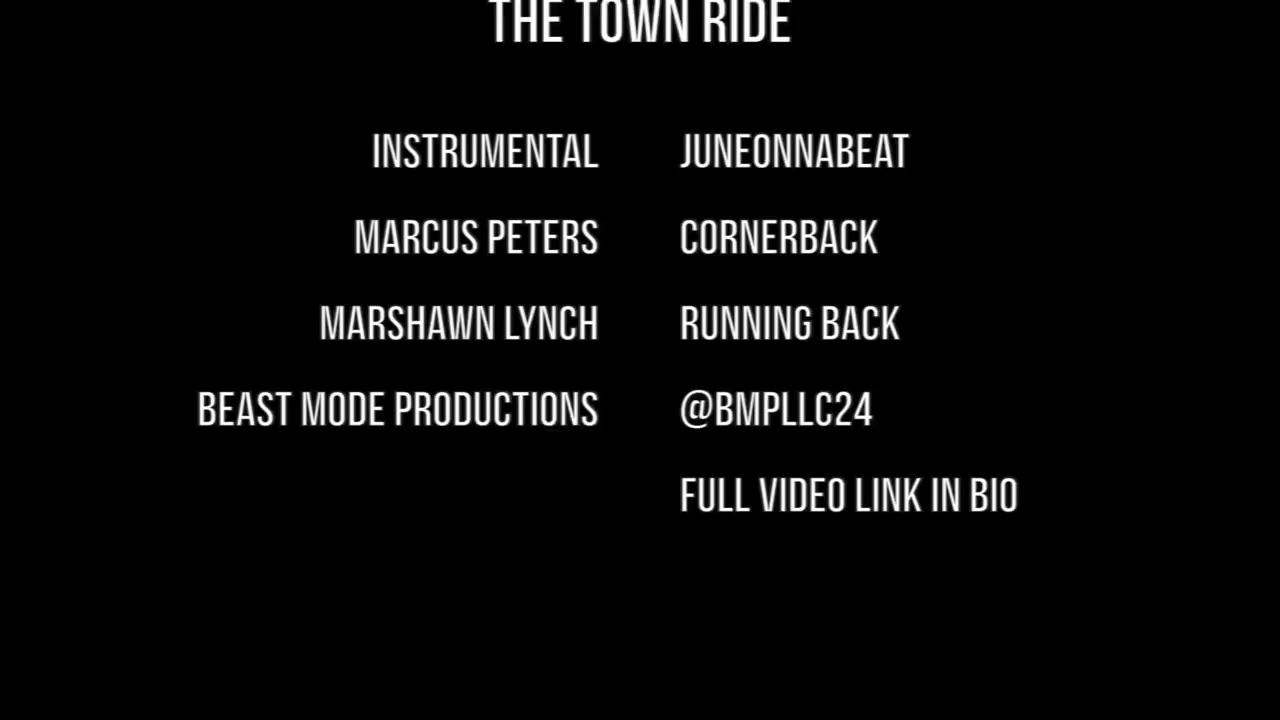 THE TOWN RIDE
INSTRUMENTAL JUNEONNABEAT
MARCUS PETERS CORNERBACK
MARSHAWN LYNCH RUNNING BACK
BEAST MODE PRODUCTIONS @BMPLLC24
FULL VIDEO LINK IN BIO